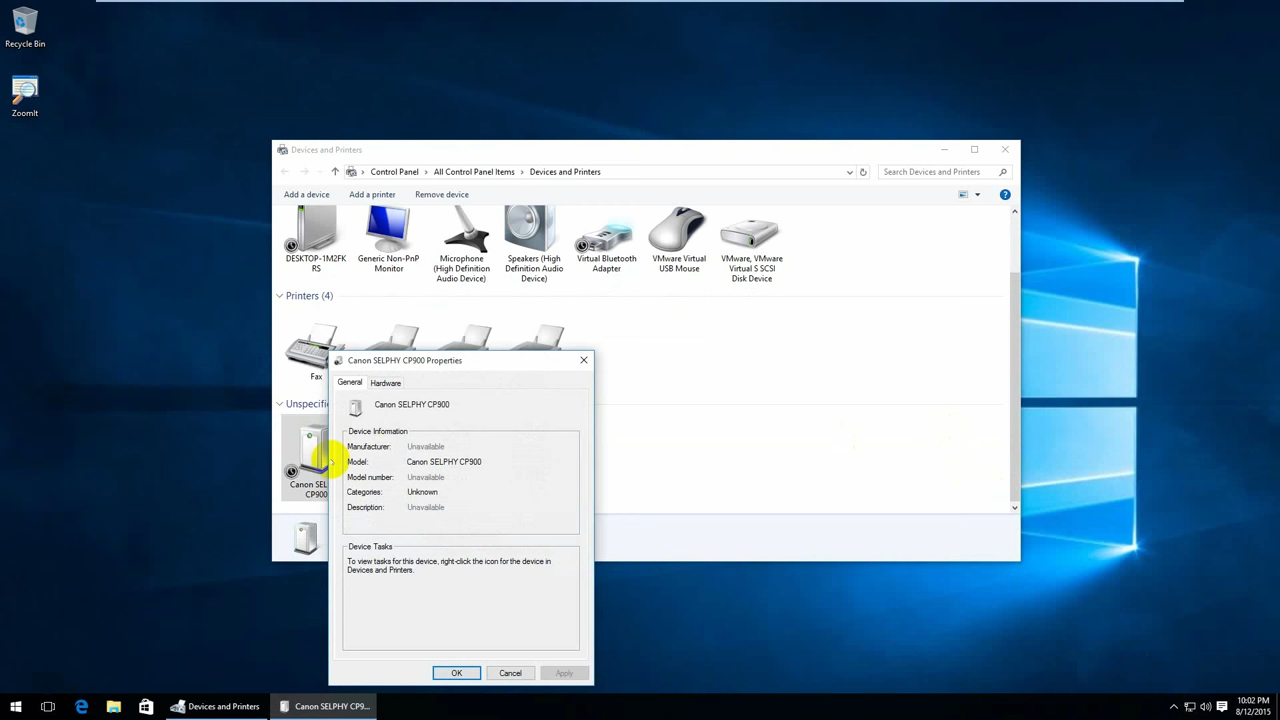 Recycle Bin
ZoomIt
Devices and Printers
Control Panel
All Control Panel Items
Devices and Printers
Search Devices and Printers
Add a device
Add a printer
Remove device
DESKTOP-1M2FK
RS
Generic Non-PnP
Monitor
Microphone
(High Definition
Audio Device)
Speakers (High
Definition Audio
Device)
Virtual Bluetooth
Adapter
VMware Virtual
USB Mouse
VMware, VMware
Virtual S SCSI
Disk Device
Printers (4)
Fax
Unspecifi
Canon SEL
CP900
Canon SELPHY CP900 Properties
General
Hardware
Canon SELPHY CP900
Device Information
Manufacturer: Unavailable
Model: Canon SELPHY CP900
Model number: Unavailable
Categories: Unknown
Description: Unavailable
Device Tasks
To view tasks for this device, right-click the icon for the device in
Devices and Printers.
OK
Cancel
Apply
Devices and Printers
Canon SELPHY CP9...
10:02 PM
8/12/2015